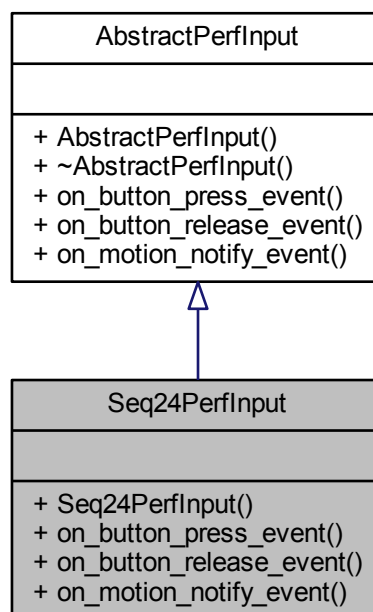 AbstractPerfInput
+ AbstractPerfInput()
+ ~AbstractPerfInput()
+ on_button_press_event()
+ on_button_release_event()
+ on_motion_notify_event()
Seq24PerfInput
+ Seq24PerfInput()
+ on_button_press_event()
+ on_button_release_event()
+ on_motion_notify_event()